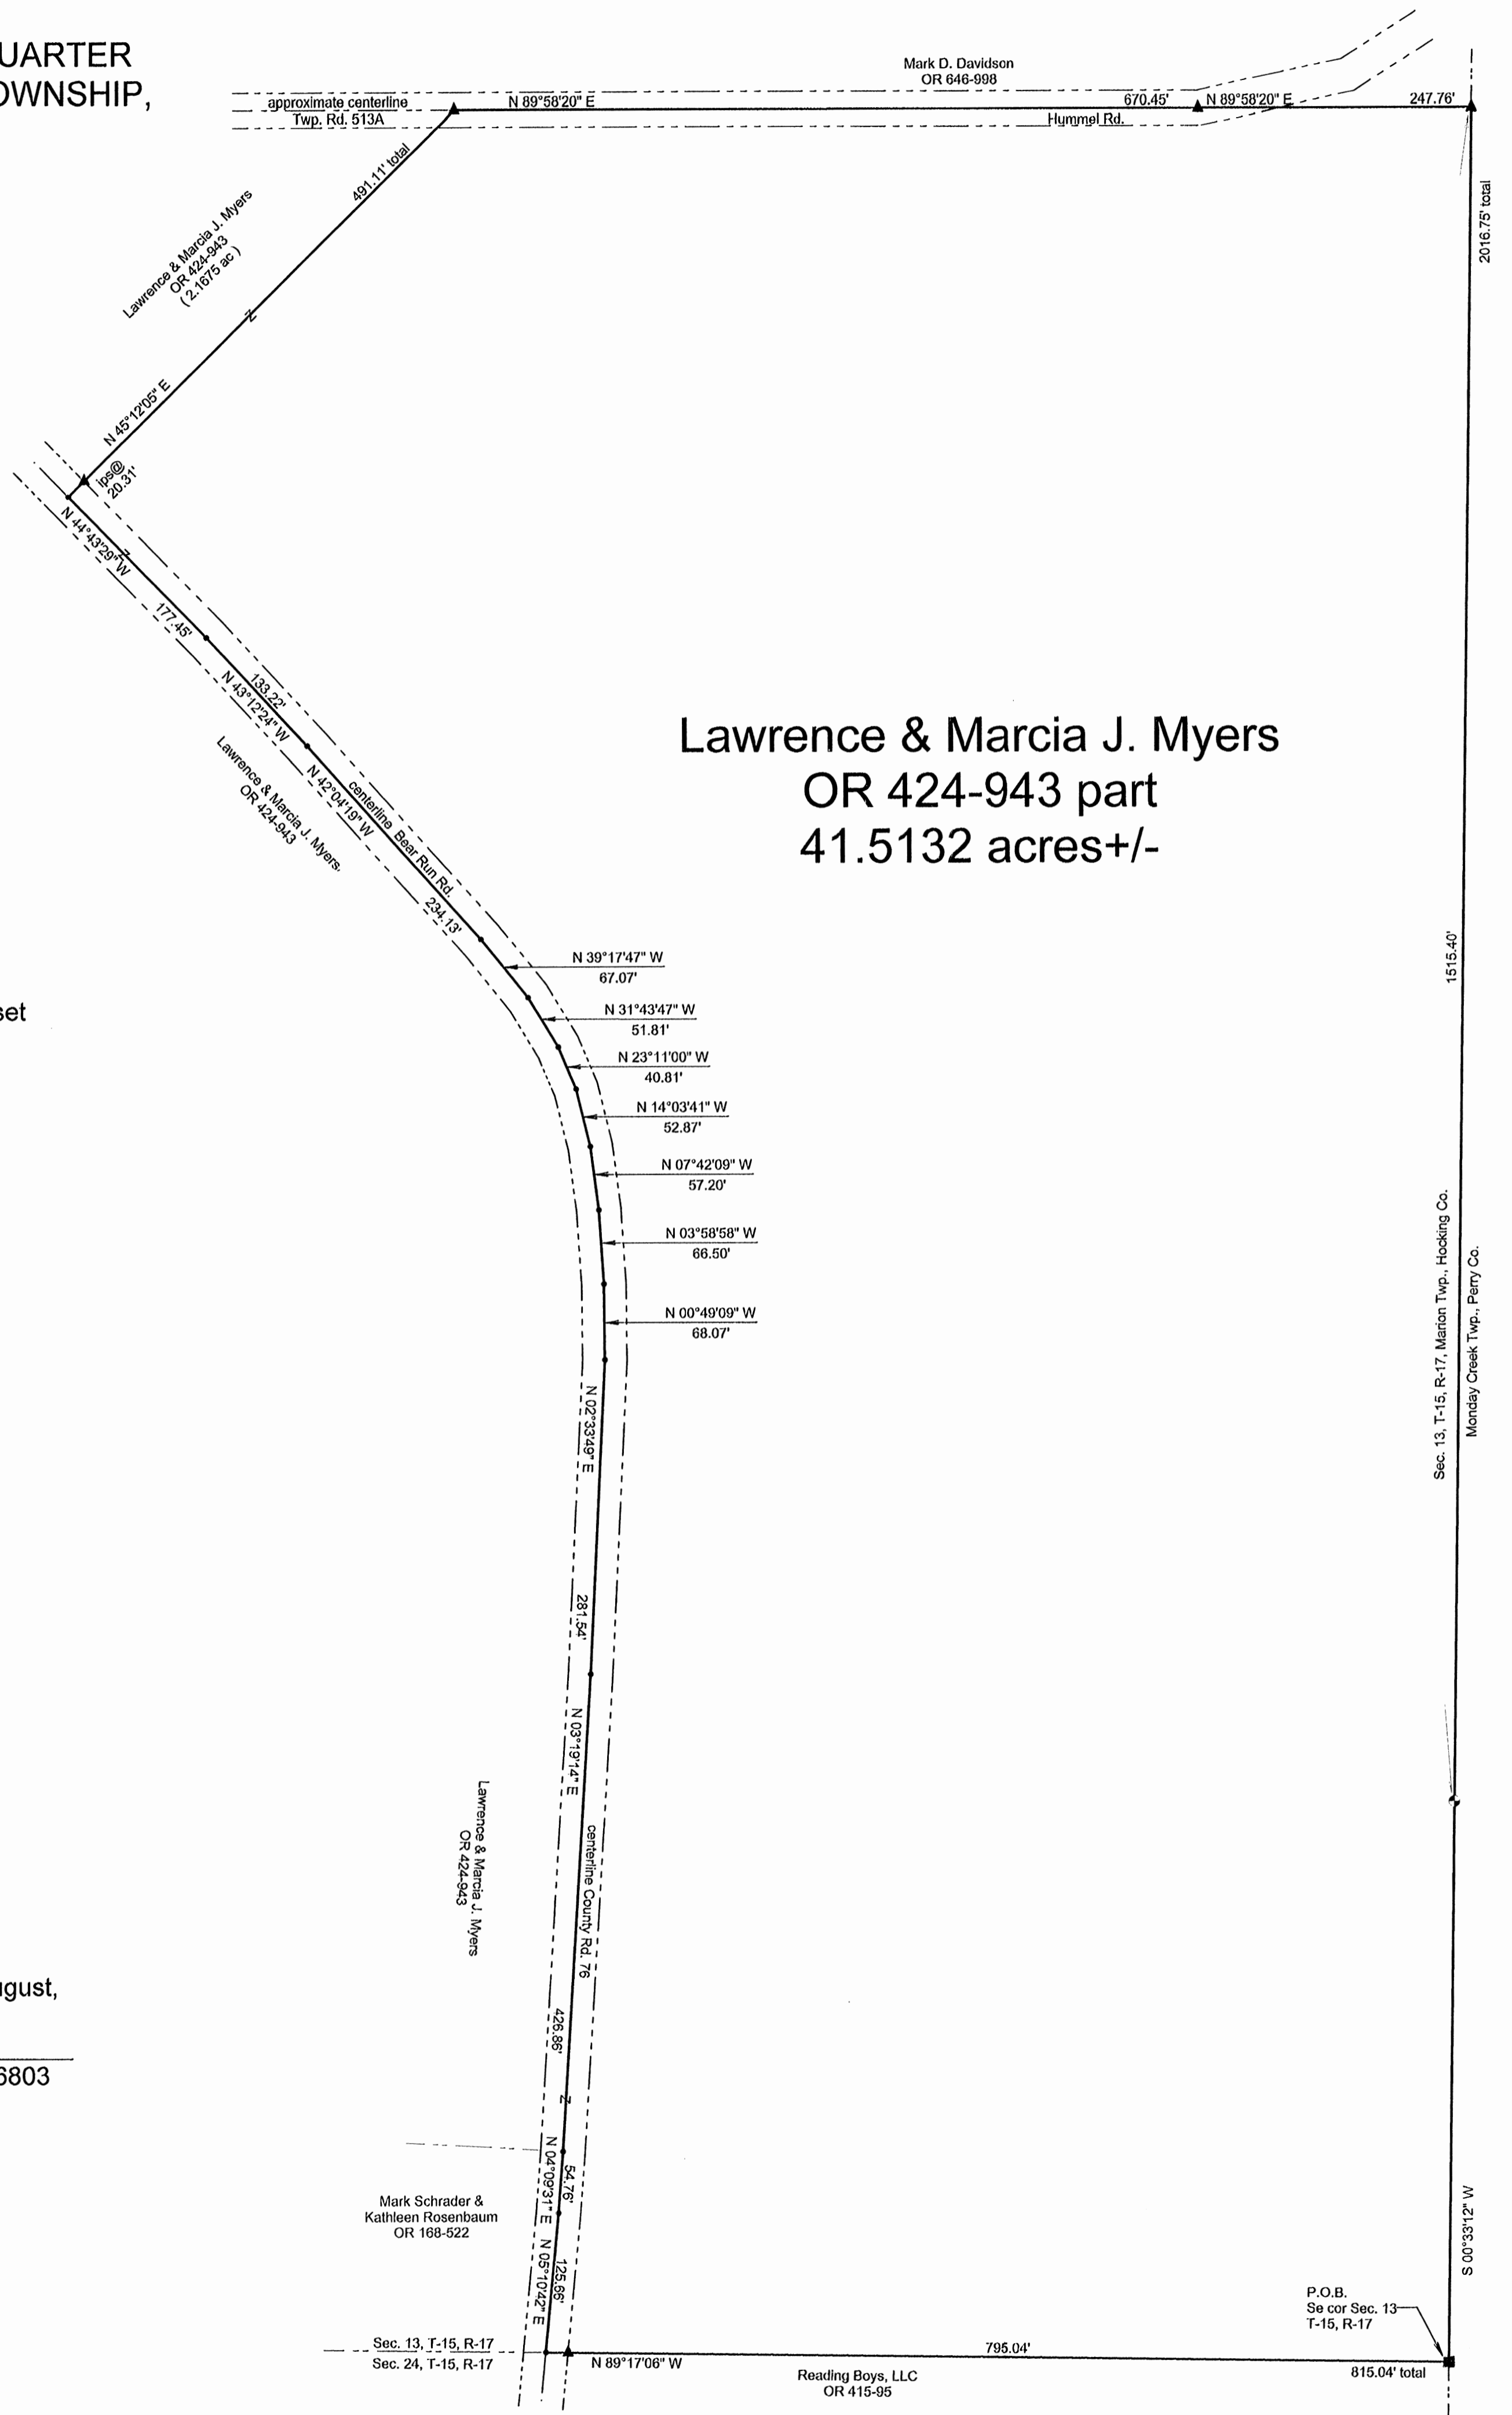 UARTER
OWNSHIP,
Mark D. Davidson
OR 646-998
approximate centerline
Twp. Rd. 513A
N 89°58'20" E
670.45'
N 89°58'20" E
247.76'
Hummel Rd.
491.11' total
2016.75' total
Lawrence & Marcia J. Myers
OR 424-943
( 2.1675 ac )
N 45°12'05" E
ips@
20.31'
N 44°43'29" W
177.45'
133.22'
N 43°12'24" W
Lawrence & Marcia J. Myers.
OR 424-943
N 42°04'19" W
centerline Bear Run Rd.
234.13'
Lawrence & Marcia J. Myers
OR 424-943 part
41.5132 acres+/-
1515.40'
N 39°17'47" W
67.07'
set
N 31°43'47" W
51.81'
N 23°11'00" W
40.81'
N 14°03'41" W
52.87'
N 07°42'09" W
57.20'
N 03°58'58" W
66.50'
N 00°49'09" W
68.07'
Sec. 13, T-15, R-17, Marion Twp., Hocking Co.
Monday Creek Twp., Perry Co.
N 02°33'49" E
281.54'
N 03°19'14" E
Lawrence & Marcia J. Myers
OR 424-943
centerline County Rd. 76
426.86'
ugust,
6803
N 04°09'31" E
54.76'
Mark Schrader &
Kathleen Rosenbaum
OR 168-522
N 05°10'42" E
125.66'
S 00°33'12" W
P.O.B.
Se cor Sec. 13
T-15, R-17
Sec. 13, T-15, R-17
Sec. 24, T-15, R-17
N 89°17'06" W
795.04'
815.04' total
Reading Boys, LLC
OR 415-95